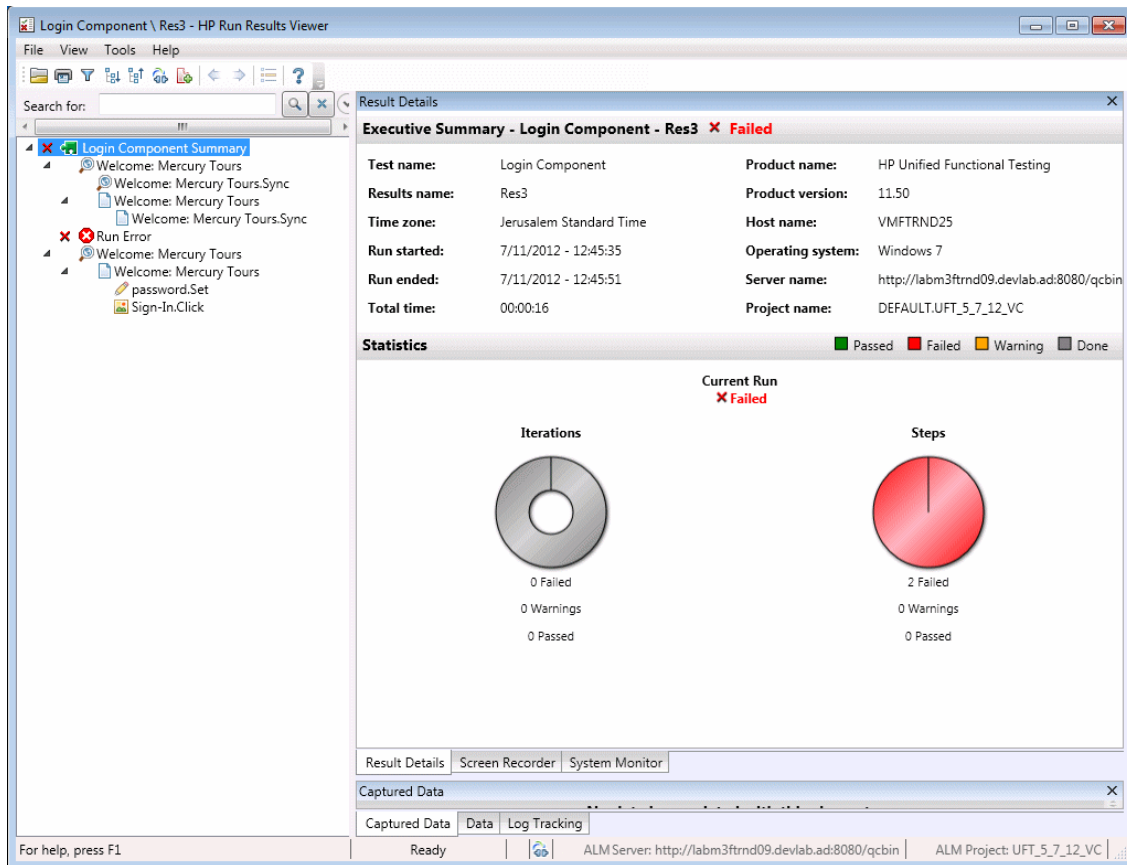 Login Component \ Res3 - HP Run Results Viewer
File View Tools Help
Search for:
Login Component Summary
Welcome: Mercury Tours
Welcome: Mercury Tours.Sync
Welcome: Mercury Tours
Welcome: Mercury Tours.Sync
Run Error
Welcome: Mercury Tours
Welcome: Mercury Tours
password.Set
Sign-In.Click
Result Details
Executive Summary - Login Component - Res3 Failed
Test name: Login Component Product name: HP Unified Functional Testing
Results name: Res3 Product version: 11.50
Time zone: Jerusalem Standard Time Host name: VMFTRND25
Run started: 7/11/2012 - 12:45:35 Operating system: Windows 7
Run ended: 7/11/2012 - 12:45:51 Server name: http://labm3ftrnd09.devlab.ad:8080/qcbin
Total time: 00:00:16 Project name: DEFAULT.UFT_5_7_12_VC
Statistics Passed Failed Warning Done
Current Run
Failed
Iterations Steps
0 Failed 2 Failed
0 Warnings 0 Warnings
0 Passed 0 Passed
Result Details Screen Recorder System Monitor
Captured Data
Captured Data Data Log Tracking
For help, press F1 Ready ALM Server: http://labm3ftrnd09.devlab.ad:8080/qcbin ALM Project: UFT_5_7_12_VC